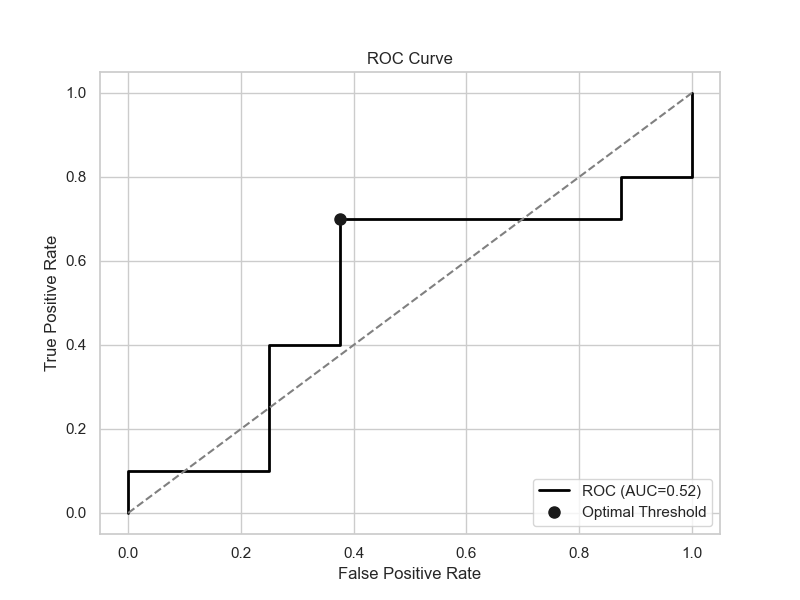 ROC Curve
1.0
0.8
0.6
0.4
0.2
0.0
True Positive Rate
0.0 0.2 0.4 0.6 0.8 1.0
False Positive Rate
ROC (AUC=0.52)
Optimal Threshold